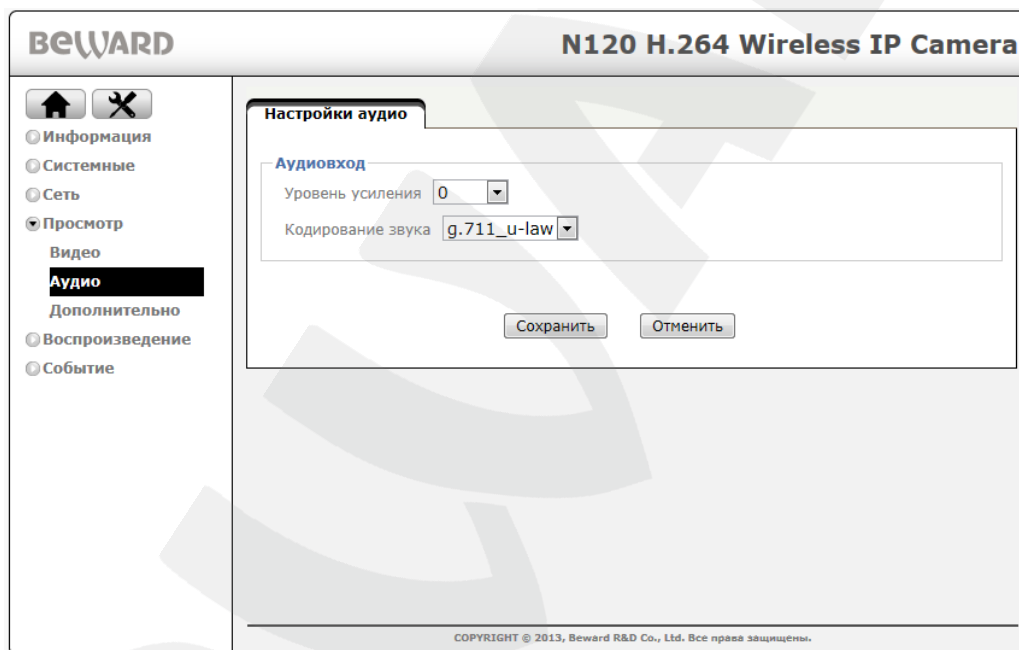 BEWARD
N120 H.264 Wireless IP Camera
Информация
Системные
Сеть
Просмотр
Видео
Аудио
Дополнительно
Воспроизведение
Событие
Настройки аудио
Аудиовход
Уровень усиления 0
Кодирование звука g.711_u-law
Сохранить Отменить
COPYRIGHT © 2013, Beward R&D Co., Ltd. Все права защищены.